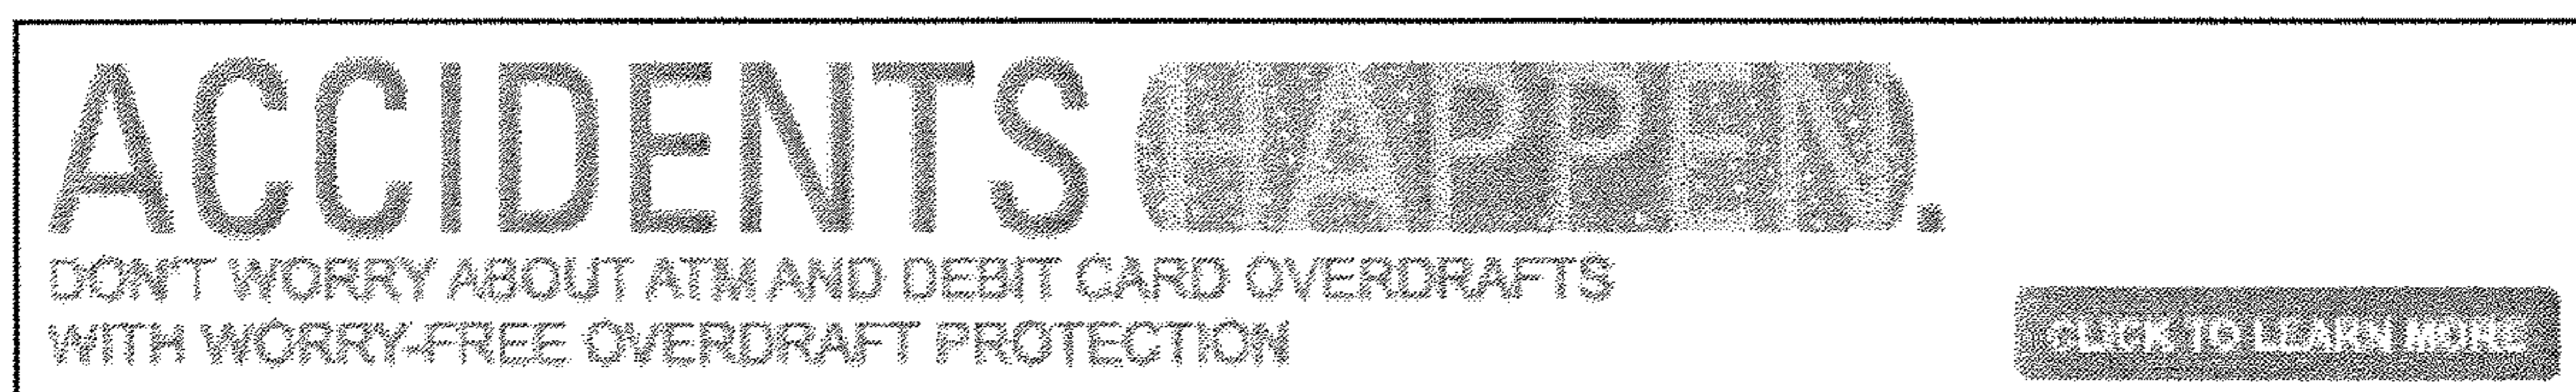 ACCIDENTS HAPPEN.
DON'T WORRY ABOUT ATM AND DEBIT CARD OVERDRAFTS
WITH WORRY-FREE OVERDRAFT PROTECTION
CLICK TO LEARN MORE